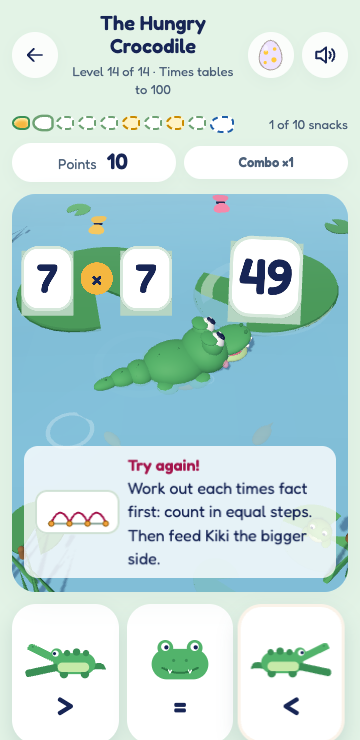 The Hungry
Crocodile
Level 14 of 14 · Times tables
to 100
1 of 10 snacks
Points 10
Combo ×1
7 × 7
49
Try again!
Work out each times fact
first: count in equal steps.
Then feed Kiki the bigger
side.
> = <